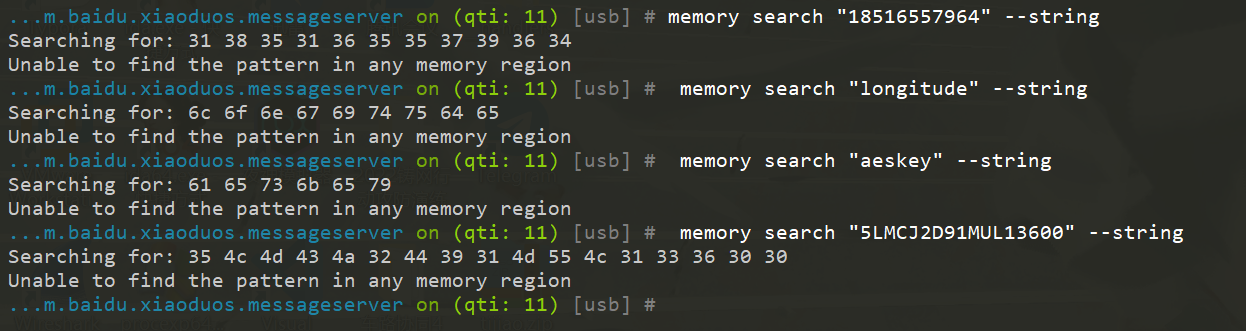 ...m.baidu.xiaoduos.messageserver on (qti: 11) [usb] # memory search "18516557964" --string
Searching for: 31 38 35 31 36 35 35 37 39 36 34
Unable to find the pattern in any memory region
...m.baidu.xiaoduos.messageserver on (qti: 11) [usb] #  memory search "longitude" --string
Searching for: 6c 6f 6e 67 69 74 75 64 65
Unable to find the pattern in any memory region
...m.baidu.xiaoduos.messageserver on (qti: 11) [usb] #  memory search "aeskey" --string
Searching for: 61 65 73 6b 65 79
Unable to find the pattern in any memory region
...m.baidu.xiaoduos.messageserver on (qti: 11) [usb] #  memory search "5LMCJ2D91MUL13600" --string
Searching for: 35 4c 4d 43 4a 32 44 39 31 4d 55 4c 31 33 36 30 30
Unable to find the pattern in any memory region
...m.baidu.xiaoduos.messageserver on (qti: 11) [usb] #